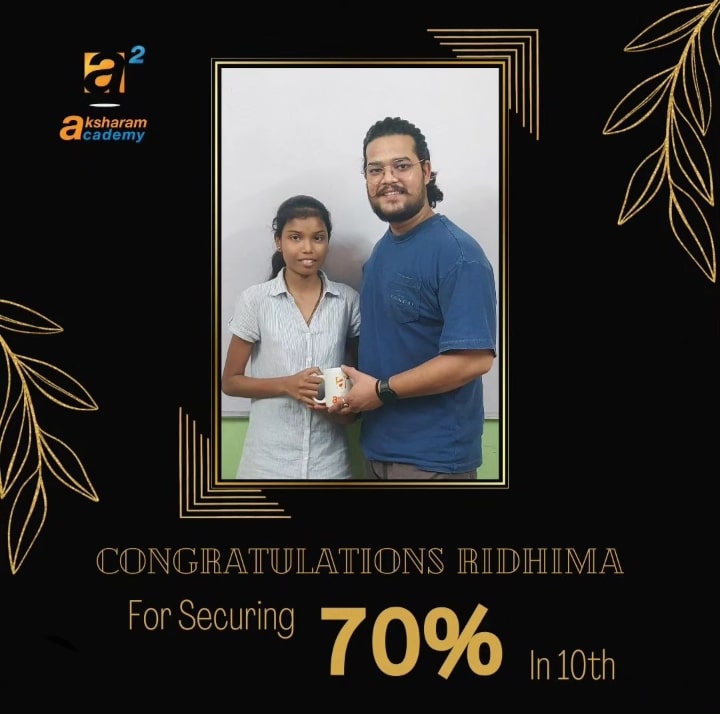 a²
aksharam
academy
CONGRATULATIONS RIDHIMA
For Securing
70%
In 10th